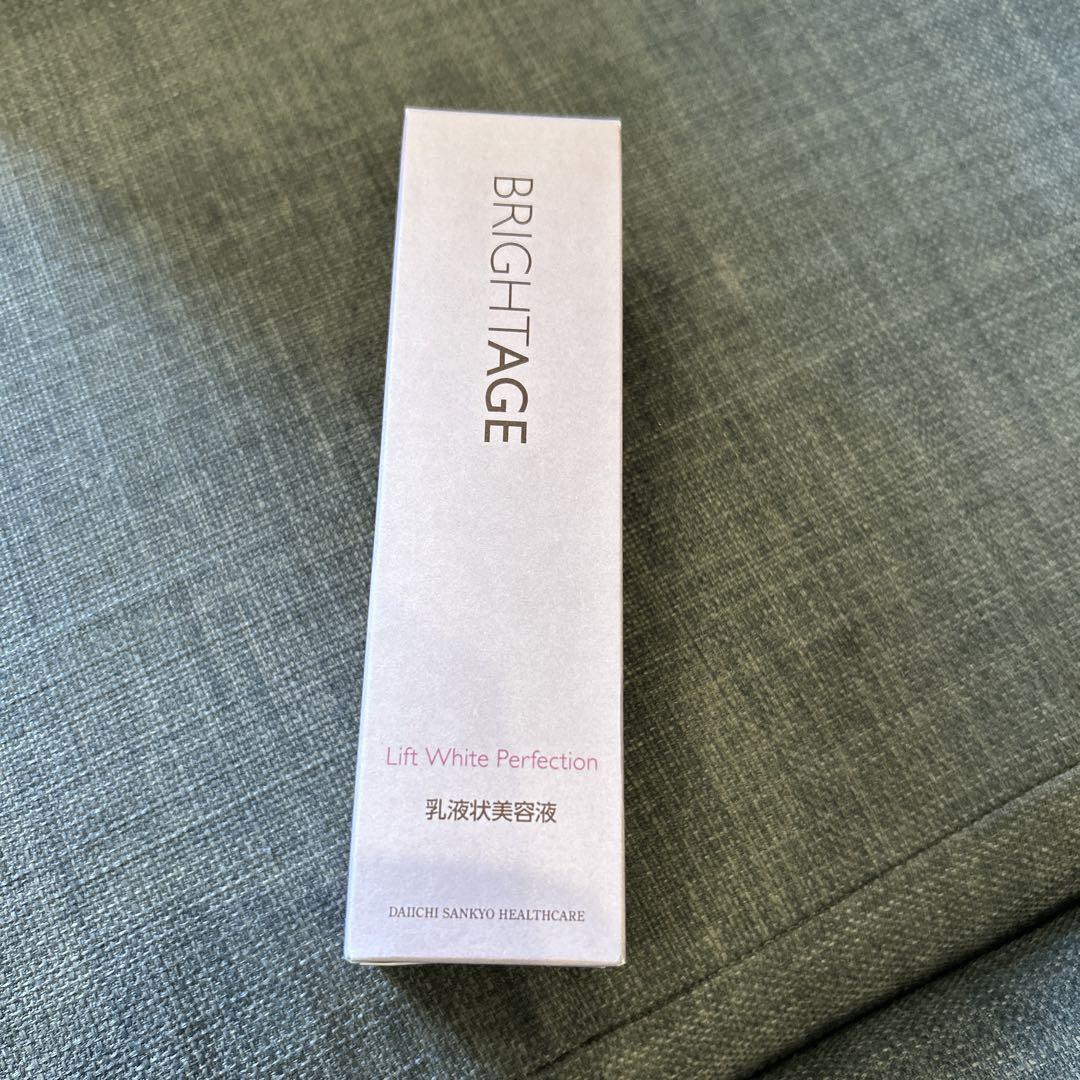 BRIGHTAGE
Lift White Perfection
乳液状美容液
DAIICHI SANKYO HEALTHCARE